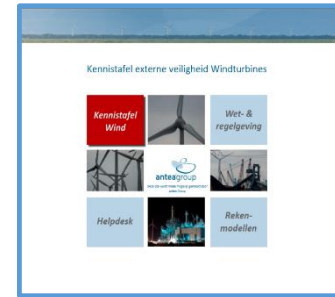 Kennistafel externe veiligheid Windturbines
Kennistafel
Wind
Wet- &
regelgeving
anteagroup
Helpdesk
Reken-
modellen